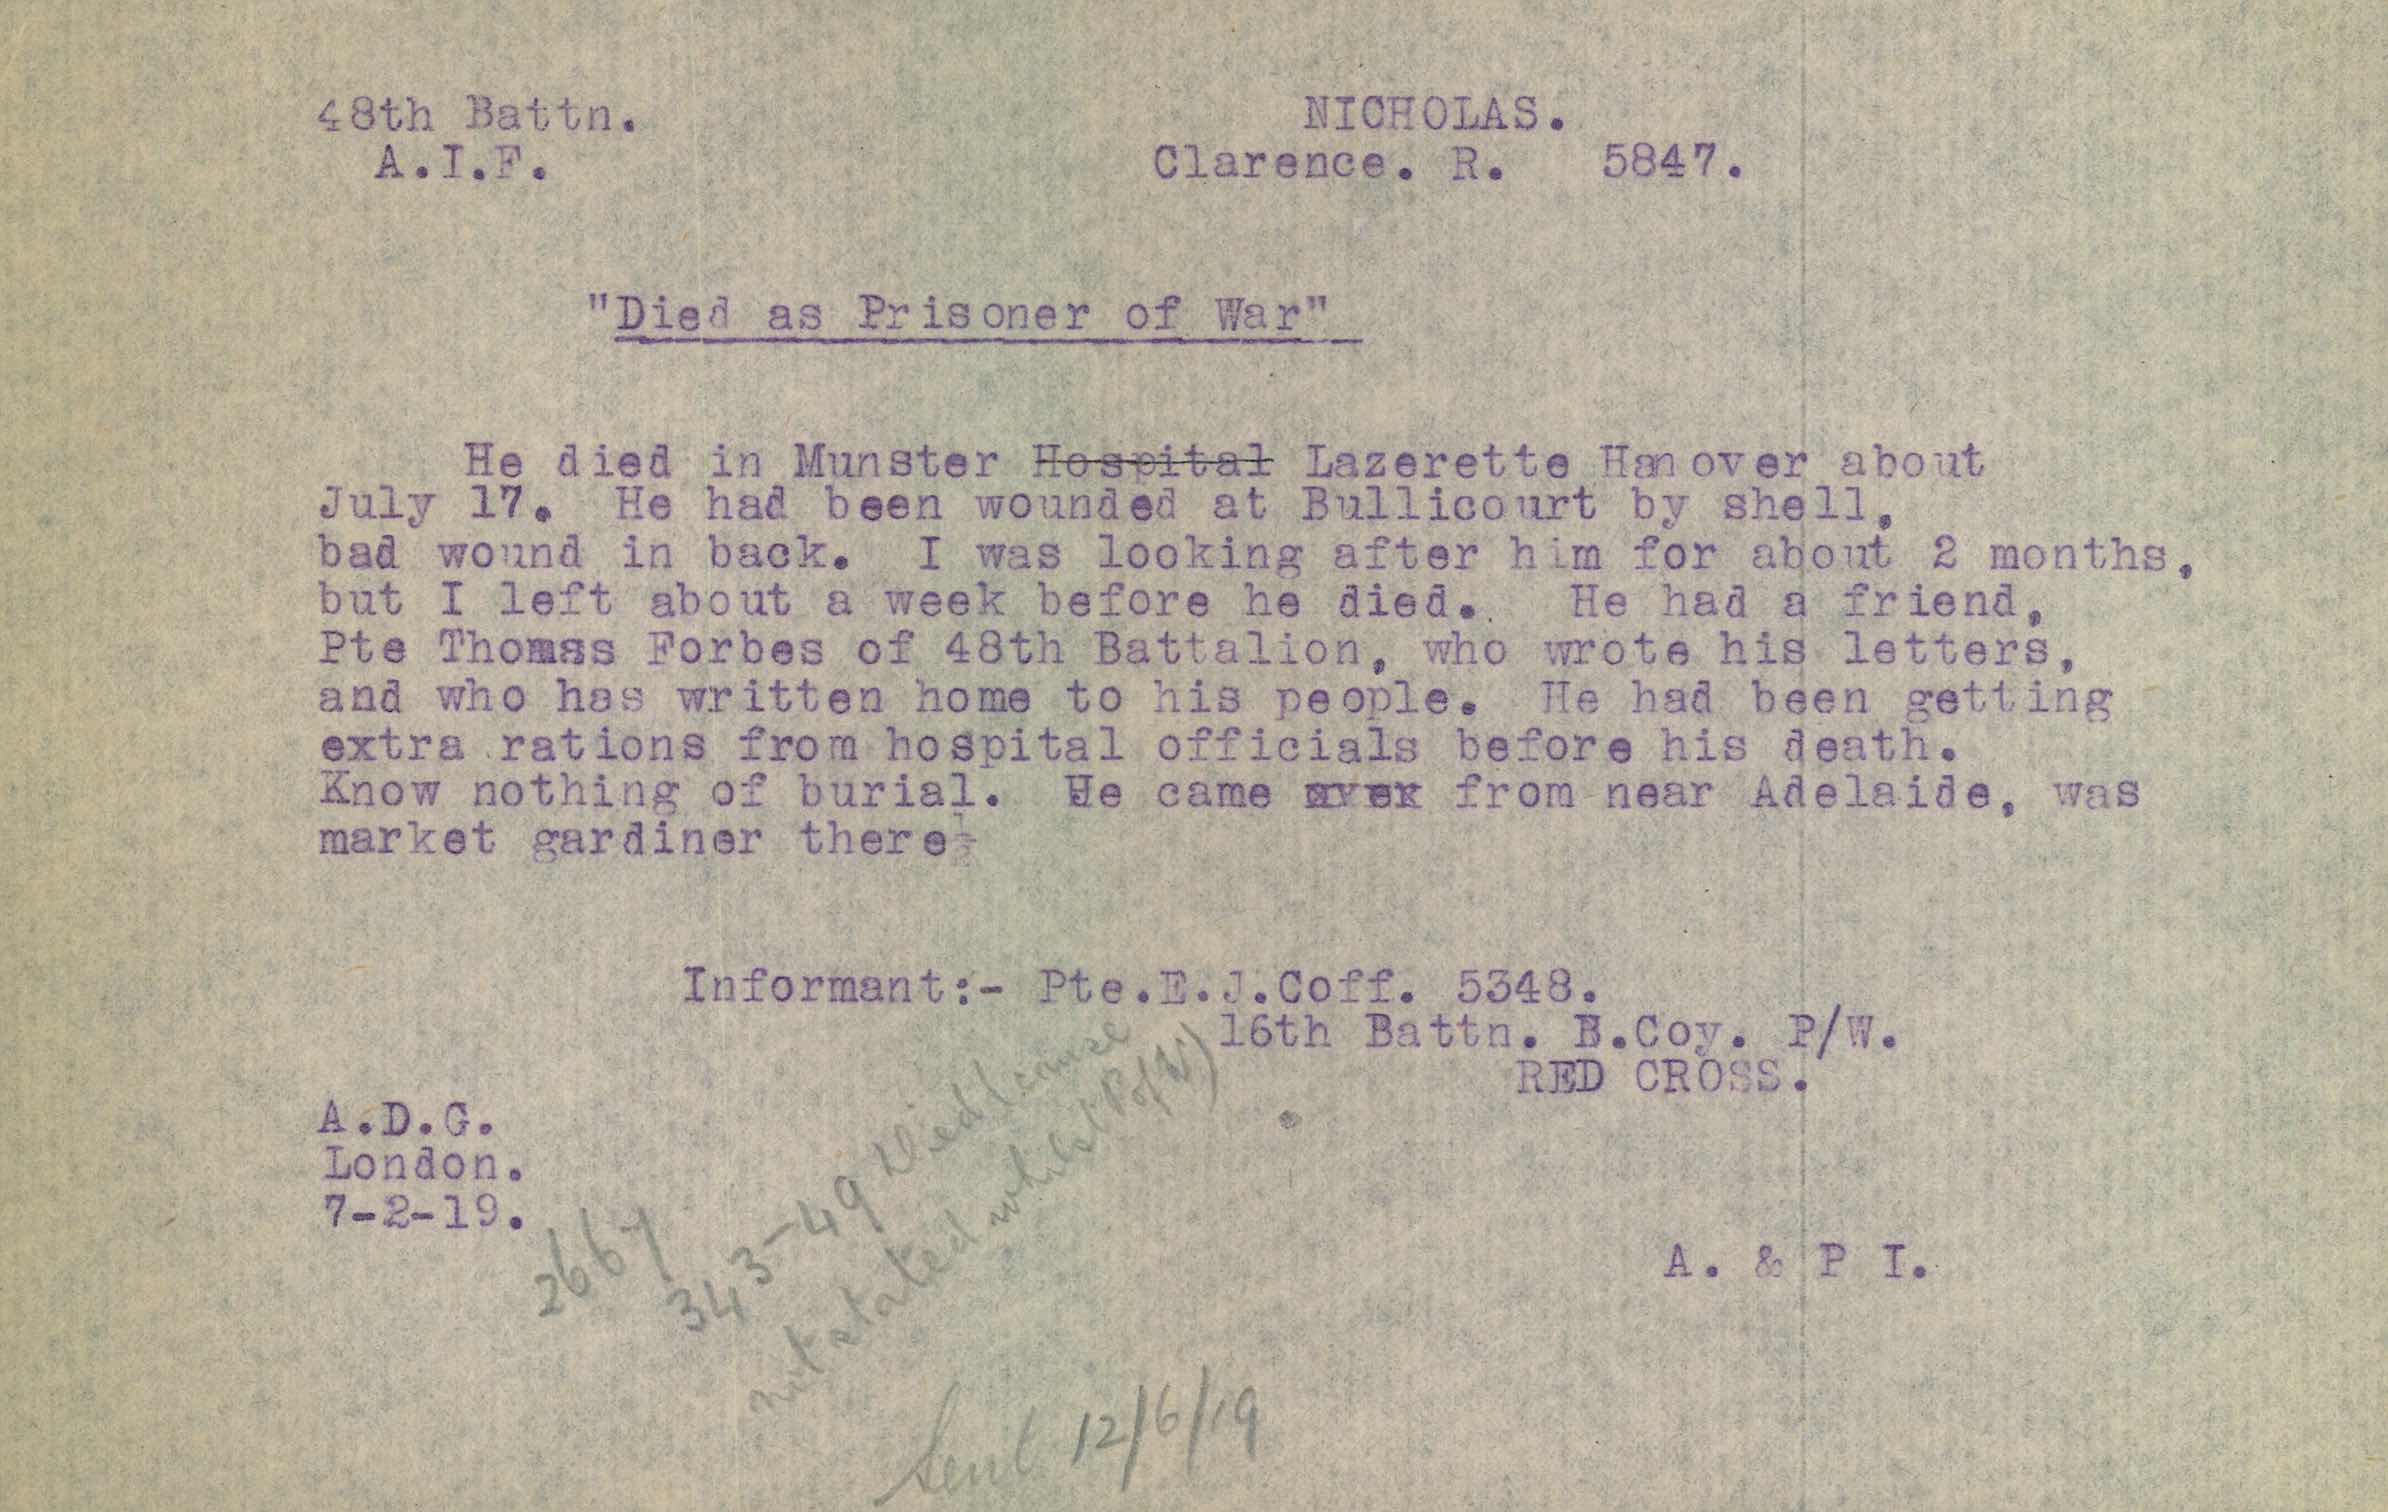 48th Battn. NICHOLAS.
A.I.F. Clarence. R. 5847.
"Died as Prisoner of War"
He died in Munster Hospital Lazerette Hanover about
July 17. He had been wounded at Bullicourt by shell,
bad wound in back. I was looking after him for about 2 months,
but I left about a week before he died. He had a friend,
Pte Thomas Forbes of 48th Battalion, who wrote his letters,
and who has written home to his people. He had been getting
extra rations from hospital officials before his death.
Know nothing of burial. He came over from near Adelaide, was
market gardiner there
Informant:- Pte.E.J.Coff. 5348.
16th Battn. B.Coy. P/W.
RED CROSS.
A.D.G.
London.
7-2-19.
A. & P I.
2667
343-49 Died (cause
not stated whilst P of W)
Sent 12/6/19